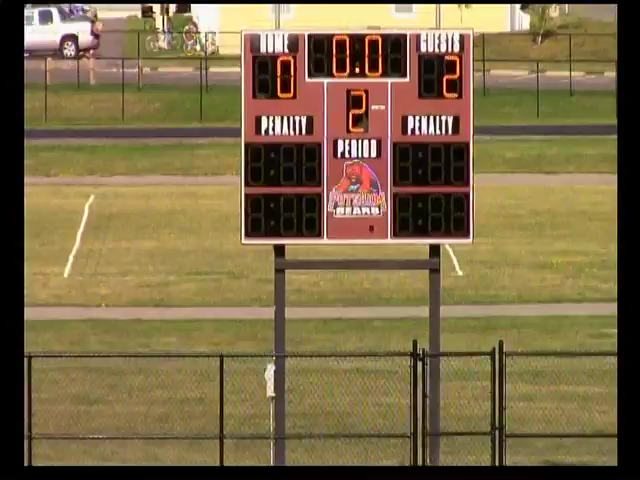 HOME 0.0 GUESTS
0 2
2
PENALTY PENALTY
PERIOD
BEARS